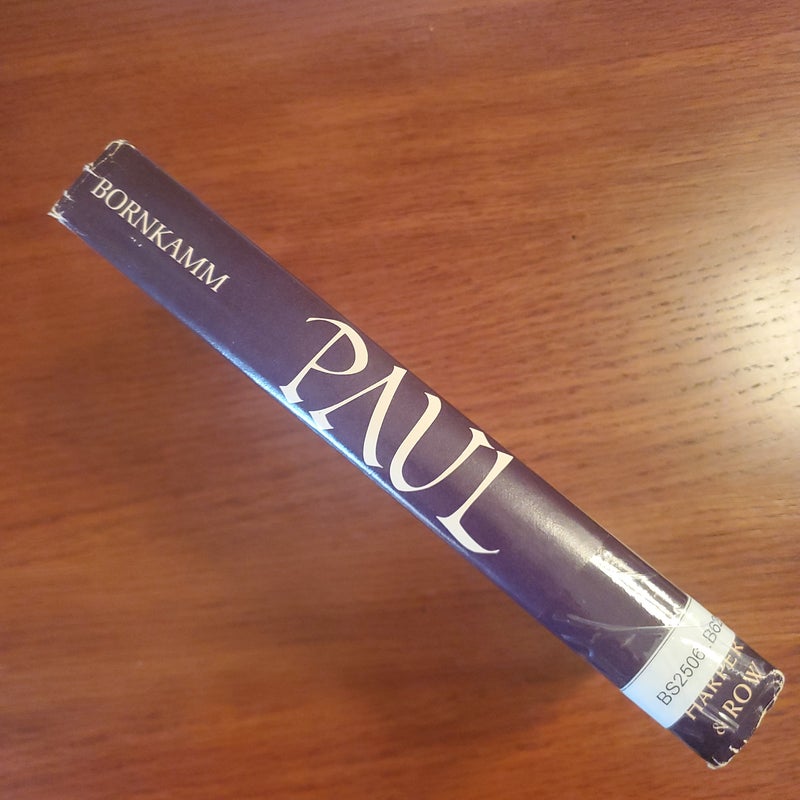 BORNKAMM
PAUL
BS2506
HARPER
& ROW